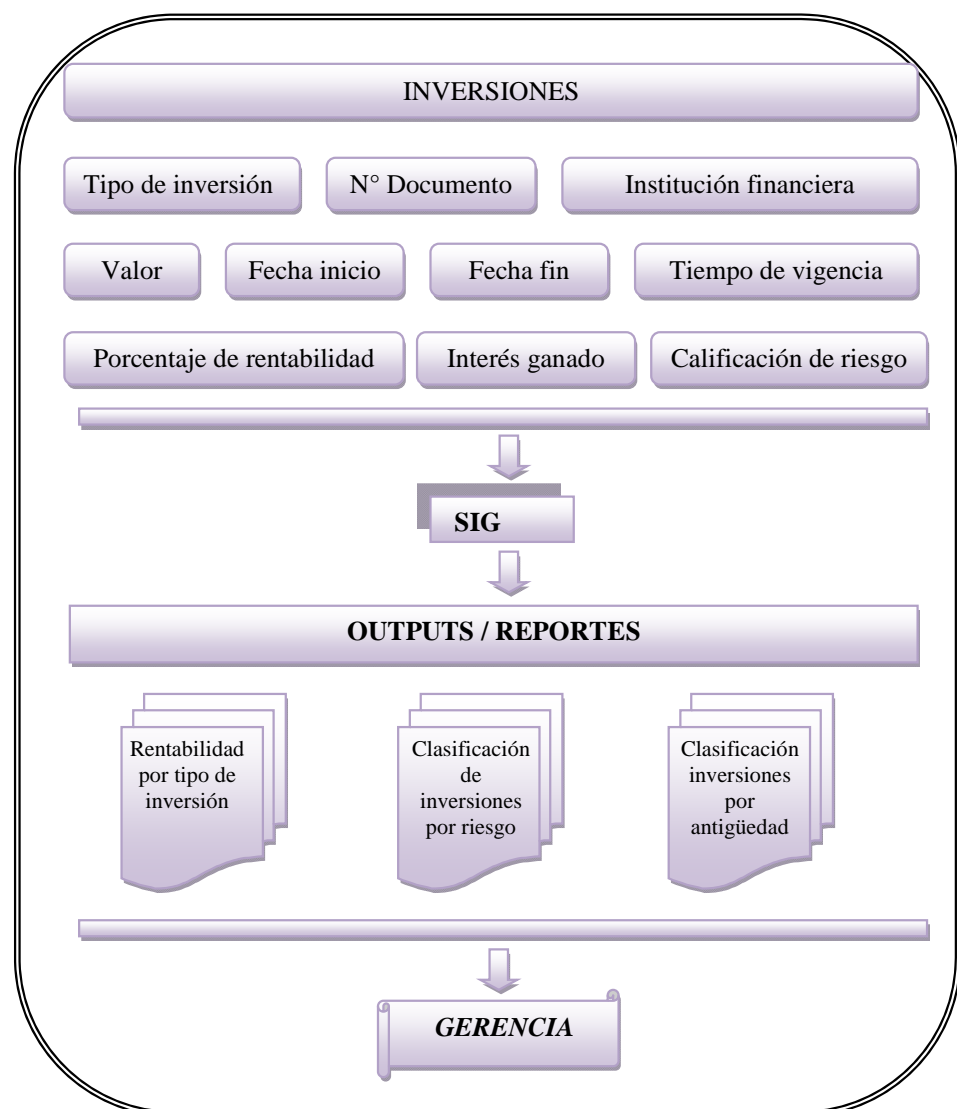 INVERSIONES
Tipo de inversión
N° Documento
Institución financiera
Valor
Fecha inicio
Fecha fin
Tiempo de vigencia
Porcentaje de rentabilidad
Interés ganado
Calificación de riesgo
SIG
OUTPUTS / REPORTES
Rentabilidad
por tipo de
inversión
Clasificación
de
inversiones
por riesgo
Clasificación
inversiones
por
antigüedad
GERENCIA